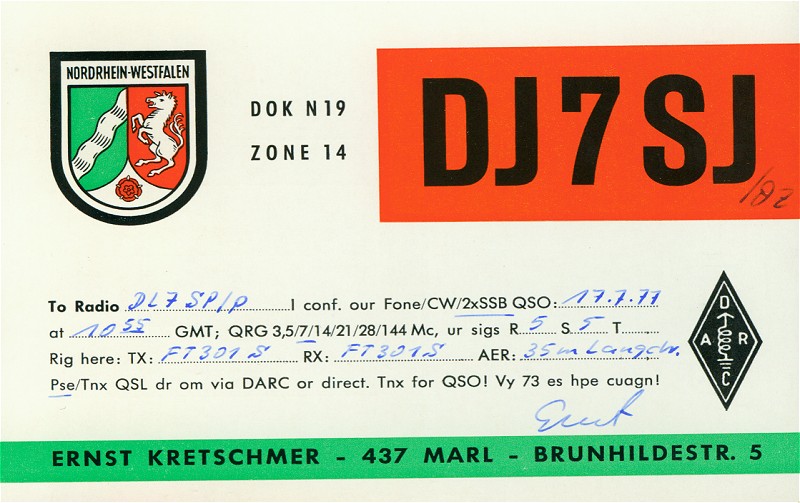 NORDRHEIN-WESTFALEN
DOK N19
ZONE 14
DJ7SJ
To Radio DL7SP/p I conf. our Fone/CW/2xSSB QSO: 17.7.77
at 10 55 GMT; QRG 3,5/7/14/21/28/144 Mc, ur sigs R 5 S 5 T
Rig here: TX: FT301S RX: FT301S AER: 35m Langdr.
Pse/Tnx QSL dr om via DARC or direct. Tnx for QSO! Vy 73 es hpe cuagn!
D
A R
C
Ernst
ERNST KRETSCHMER - 437 MARL - BRUNHILDESTR. 5